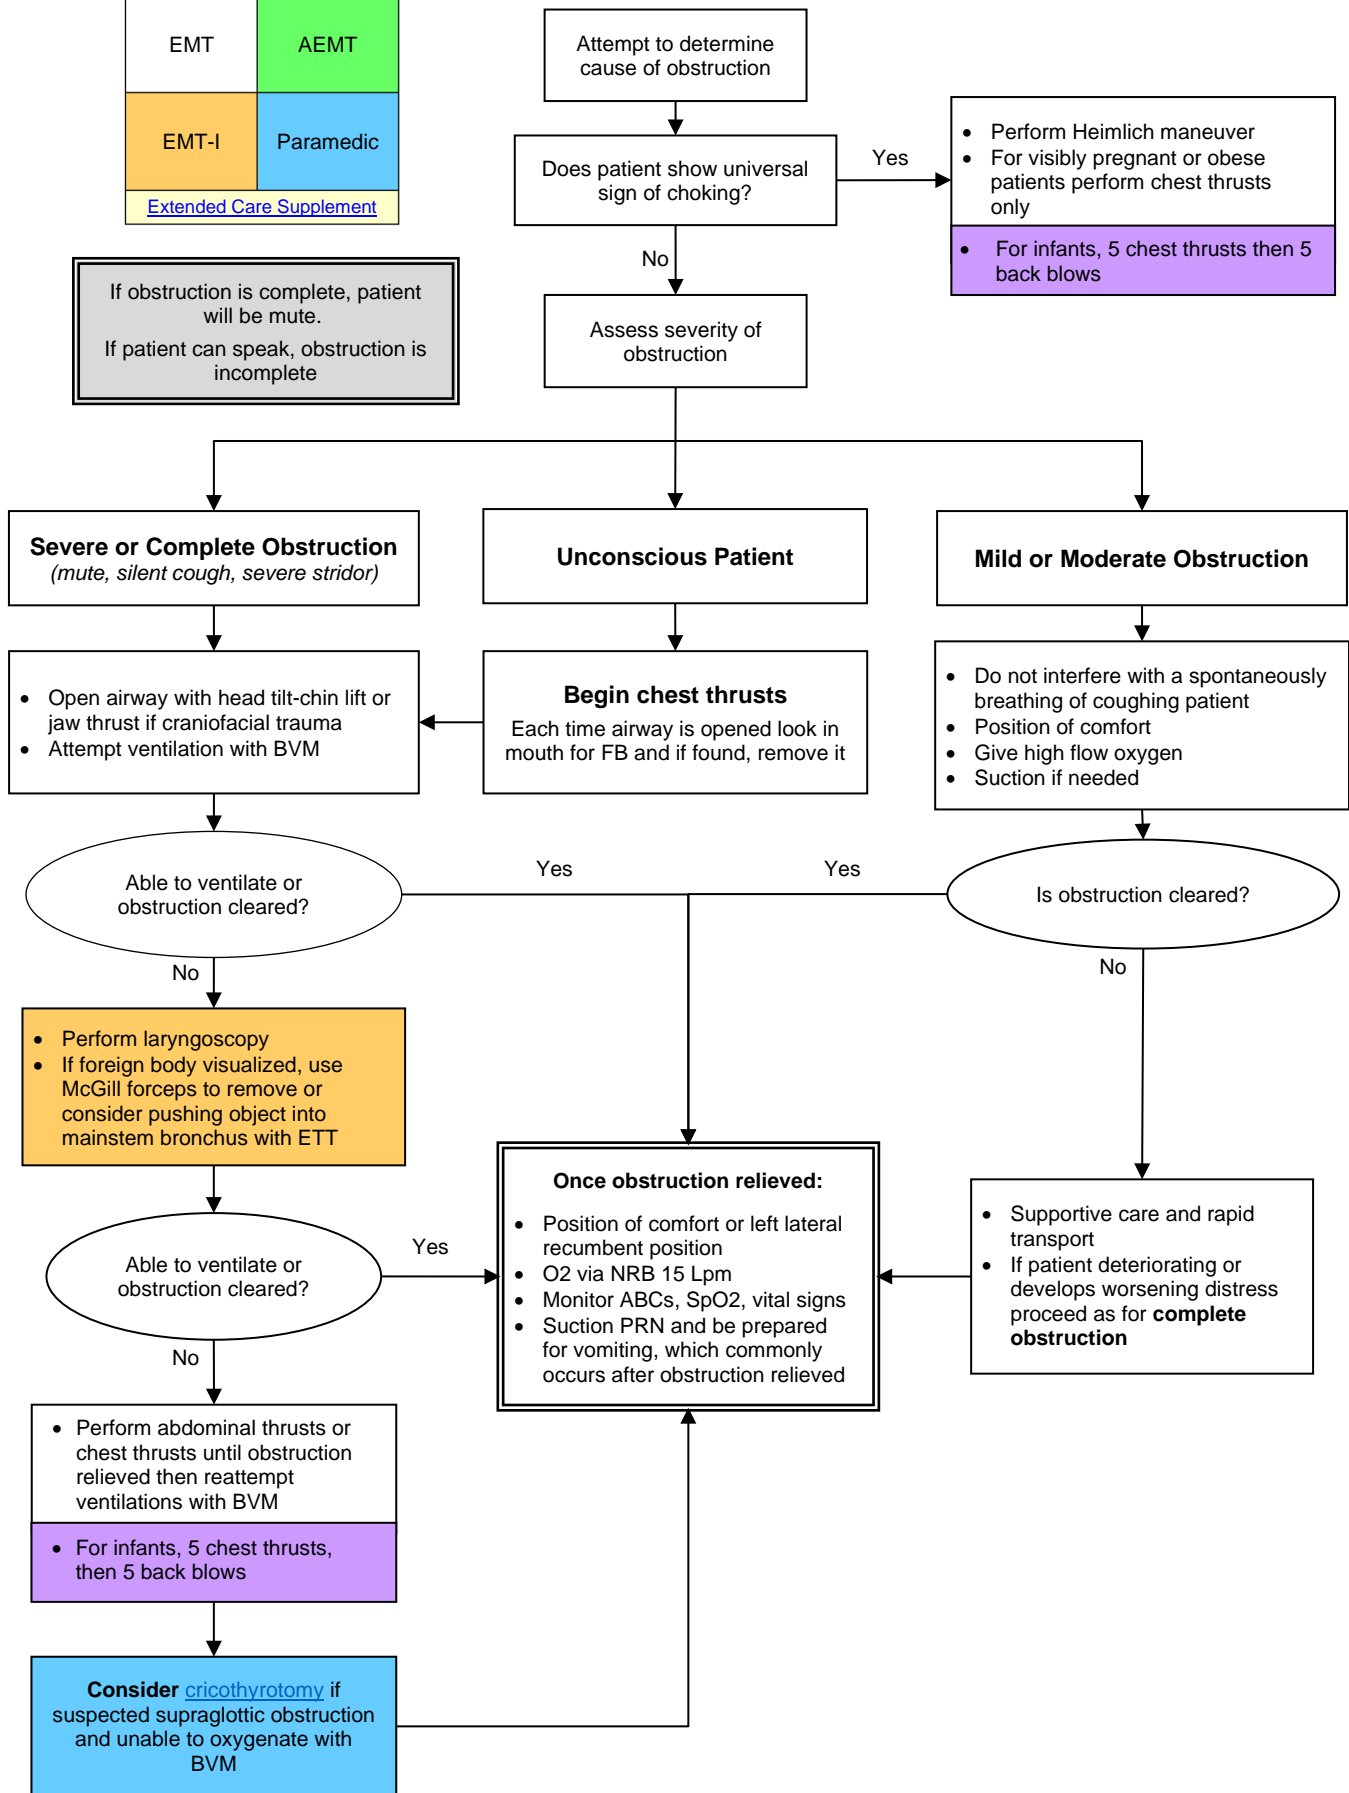 EMT
AEMT
EMT-I
Paramedic
Extended Care Supplement
Attempt to determine
cause of obstruction
Does patient show universal
sign of choking?
Yes
• Perform Heimlich maneuver
• For visibly pregnant or obese
patients perform chest thrusts
only
• For infants, 5 chest thrusts then 5
back blows
No
If obstruction is complete, patient
will be mute.
If patient can speak, obstruction is
incomplete
Assess severity of
obstruction
Severe or Complete Obstruction
(mute, silent cough, severe stridor)
Unconscious Patient
Mild or Moderate Obstruction
• Open airway with head tilt-chin lift or
jaw thrust if craniofacial trauma
• Attempt ventilation with BVM
Begin chest thrusts
Each time airway is opened look in
mouth for FB and if found, remove it
• Do not interfere with a spontaneously
breathing of coughing patient
• Position of comfort
• Give high flow oxygen
• Suction if needed
Able to ventilate or
obstruction cleared?
Yes
Yes
Is obstruction cleared?
No
No
• Perform laryngoscopy
• If foreign body visualized, use
McGill forceps to remove or
consider pushing object into
mainstem bronchus with ETT
Able to ventilate or
obstruction cleared?
Yes
Once obstruction relieved:
• Position of comfort or left lateral
recumbent position
• O2 via NRB 15 Lpm
• Monitor ABCs, SpO2, vital signs
• Suction PRN and be prepared
for vomiting, which commonly
occurs after obstruction relieved
• Supportive care and rapid
transport
• If patient deteriorating or
develops worsening distress
proceed as for complete
obstruction
No
• Perform abdominal thrusts or
chest thrusts until obstruction
relieved then reattempt
ventilations with BVM
• For infants, 5 chest thrusts,
then 5 back blows
Consider cricothyrotomy if
suspected supraglottic obstruction
and unable to oxygenate with
BVM